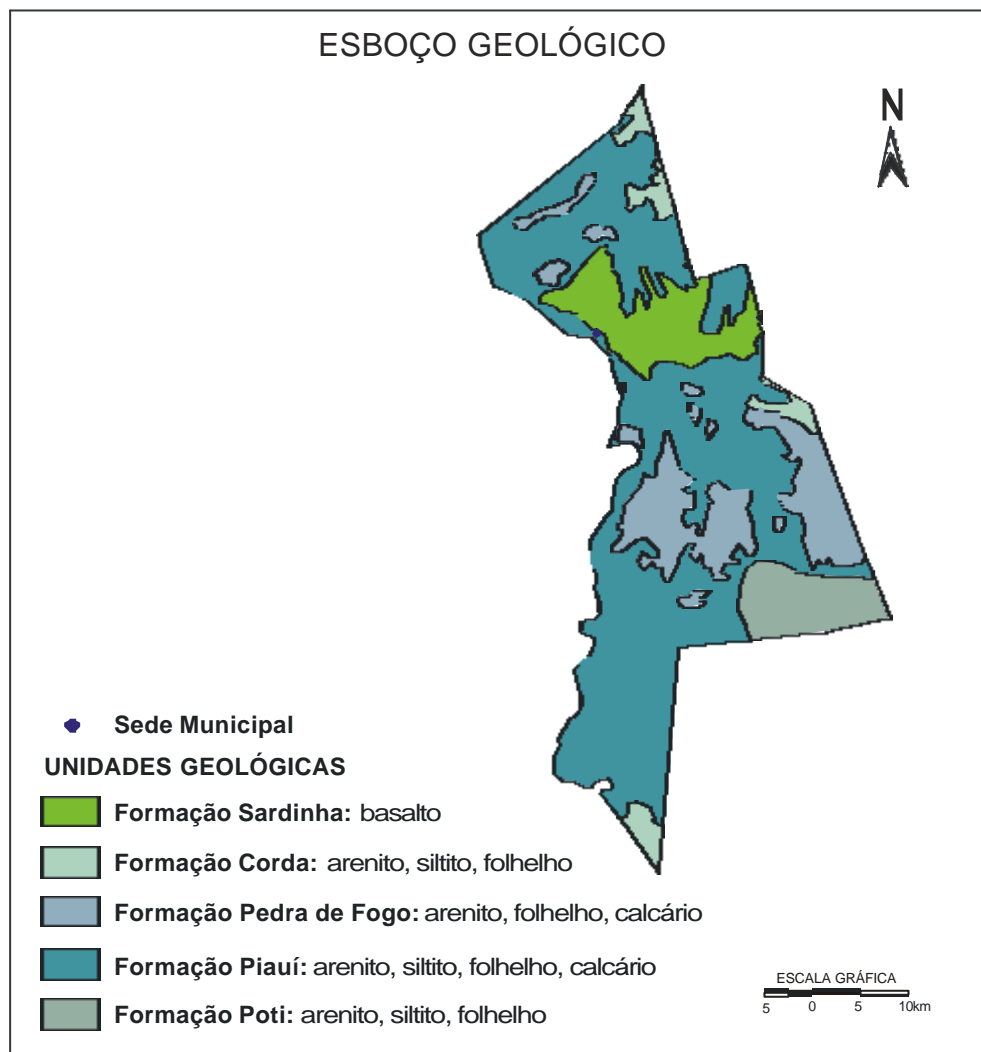 ESBOÇO GEOLÓGICO
N
Sede Municipal
UNIDADES GEOLÓGICAS
Formação Sardinha: basalto
Formação Corda: arenito, siltito, folhelho
Formação Pedra de Fogo: arenito, folhelho, calcário
Formação Piauí: arenito, siltito, folhelho, calcário
Formação Poti: arenito, siltito, folhelho
ESCALA GRÁFICA
5 0 5 10km